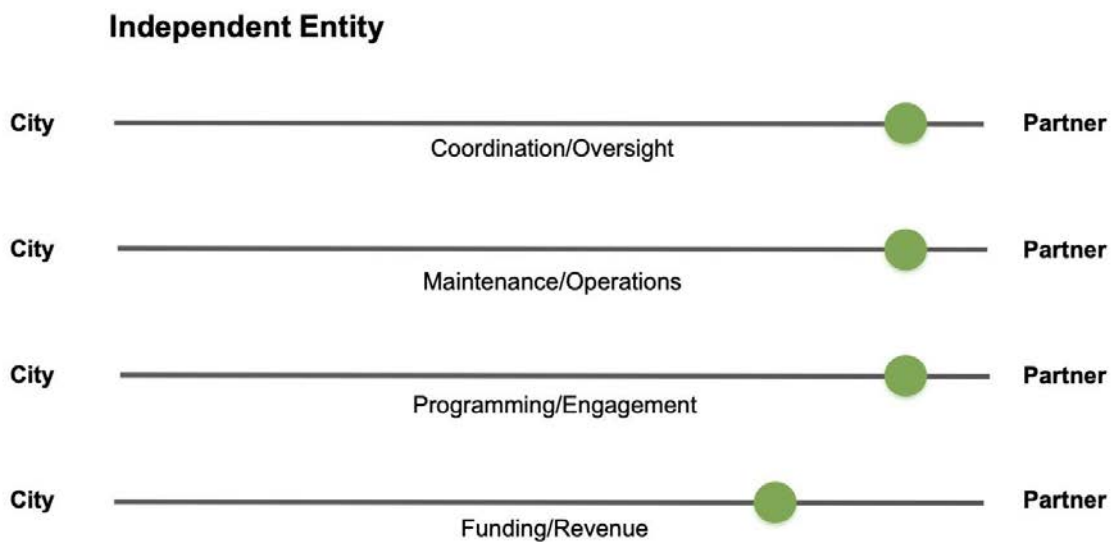 Independent Entity
City Partner
Coordination/Oversight
City Partner
Maintenance/Operations
City Partner
Programming/Engagement
City Partner
Funding/Revenue